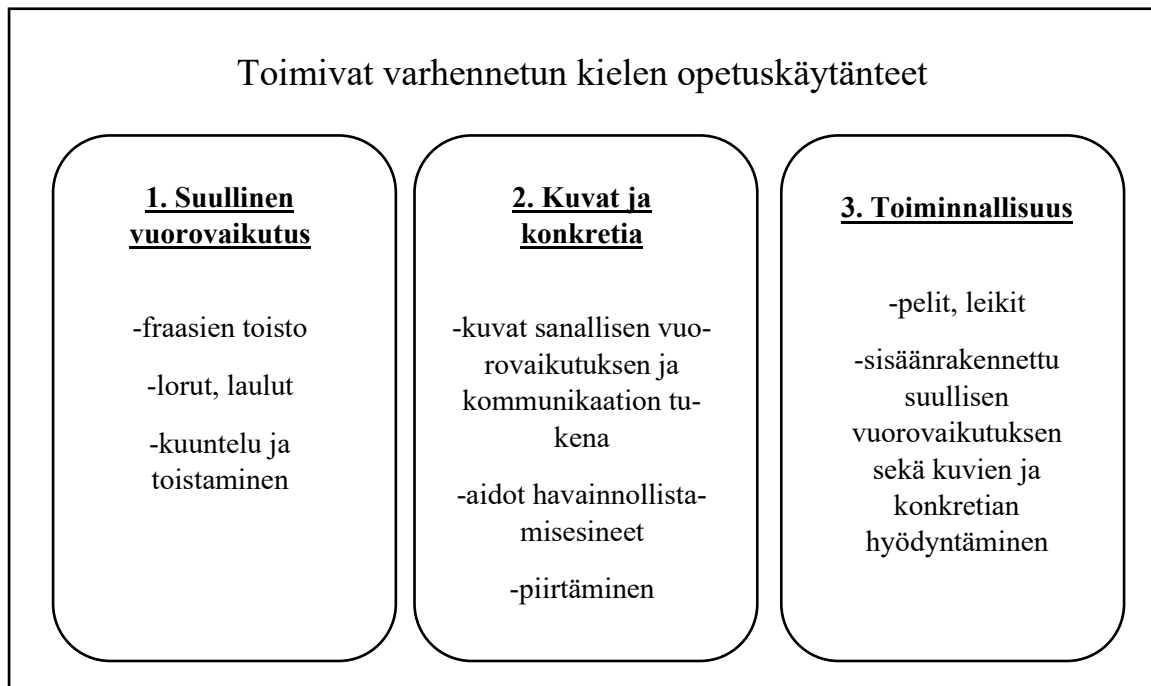 Toimivat varhennetun kielen opetuskäytänteet
1. Suullinen
vuorovaikutus
-fraasien toisto
-lorut, laulut
-kuuntelu ja
toistaminen
2. Kuvat ja
konkretia
-kuvat sanallisen vuo-
rovaikutuksen ja
kommunikaation tu-
kena
-aidot havainnollista-
misesineet
-piirtäminen
3. Toiminnallisuus
-pelit, leikit
-sisäänrakennettu
suullisen
vuorovaikutuksen
sekä kuvien ja
konkretian
hyödyntäminen